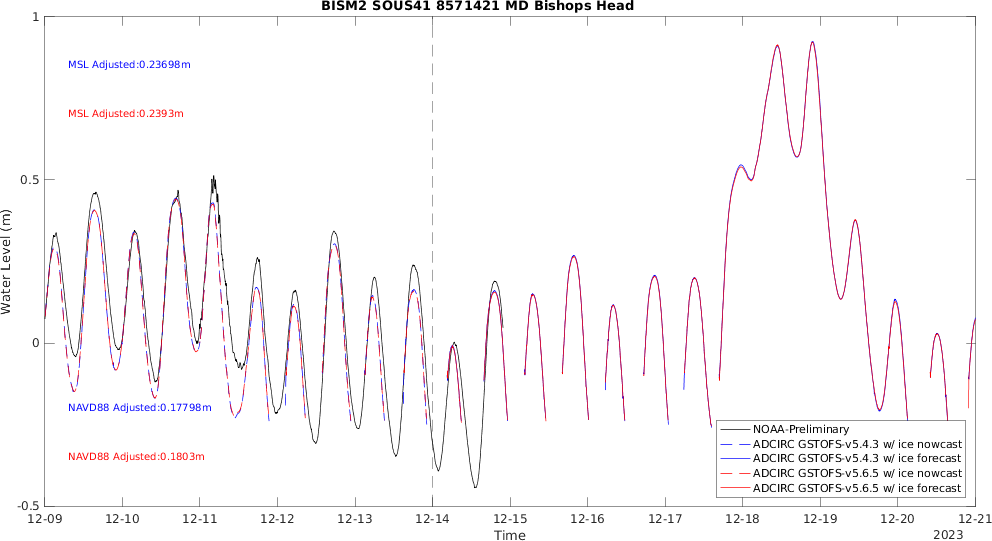 BISM2 SOUS41 8571421 MD Bishops Head
1
0.5
0
-0.5
Water Level (m)
MSL Adjusted:0.23698m
MSL Adjusted:0.2393m
NAVD88 Adjusted:0.17798m
NAVD88 Adjusted:0.1803m
NOAA-Preliminary
ADCIRC GSTOFS-v5.4.3 w/ ice nowcast
ADCIRC GSTOFS-v5.4.3 w/ ice forecast
ADCIRC GSTOFS-v5.6.5 w/ ice nowcast
ADCIRC GSTOFS-v5.6.5 w/ ice forecast
12-09 12-10 12-11 12-12 12-13 12-14 12-15 12-16 12-17 12-18 12-19 12-20 12-21
Time
2023